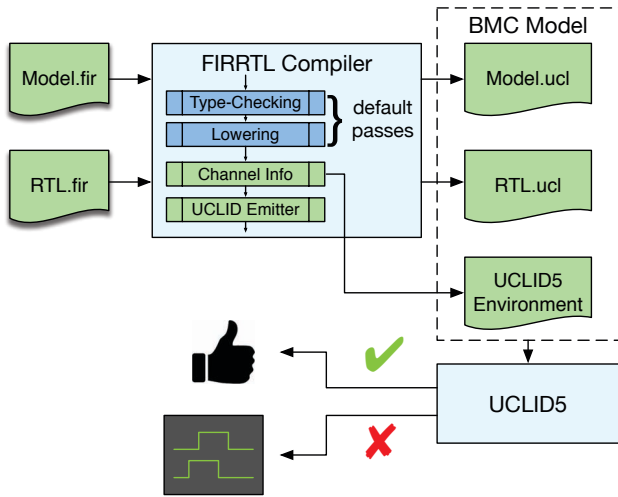 BMC Model
FIRRTL Compiler
Model.fir
Type-Checking
Lowering
default
passes
Model.ucl
RTL.fir
Channel Info
UCLID Emitter
RTL.ucl
UCLID5
Environment
UCLID5